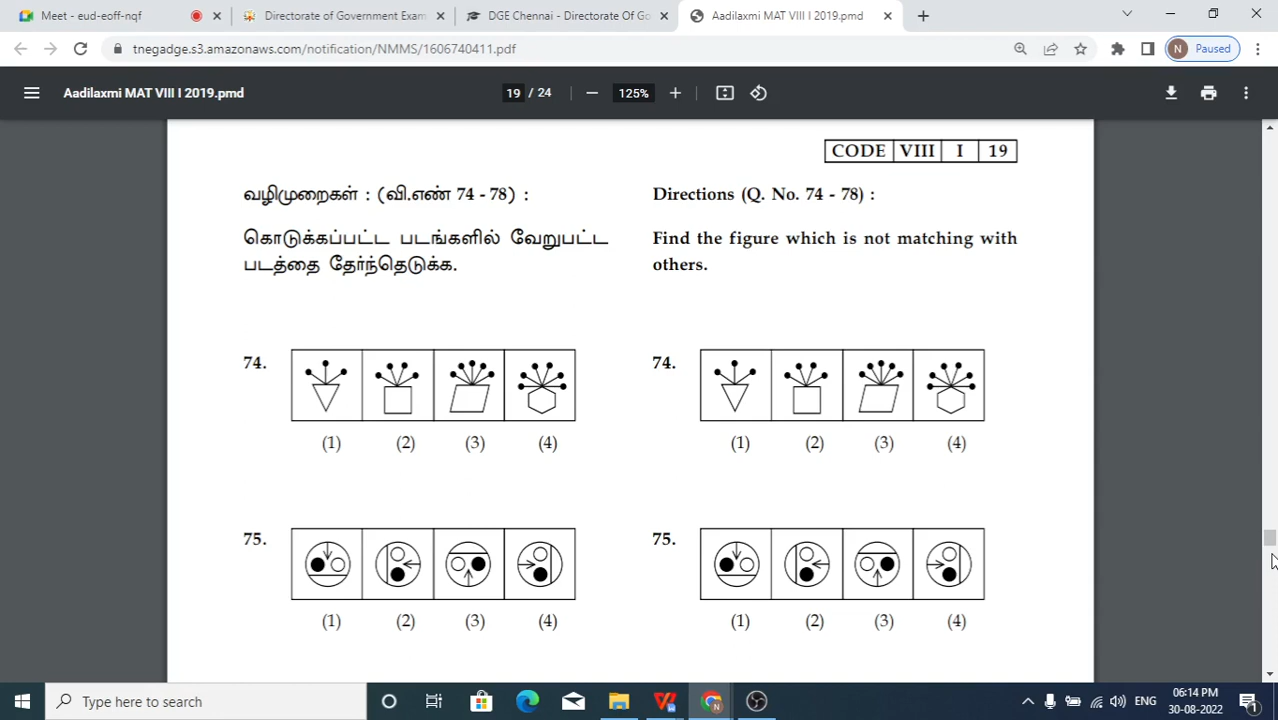 Meet - eud-eoff-nqf
Directorate of Government Exam
DGE Chennai - Directorate Of Go
Aadilaxmi MAT VIII I 2019.pmd
tnegadge.s3.amazonaws.com/notification/NMMS/1606740411.pdf
N Paused
Aadilaxmi MAT VIII I 2019.pmd
19 / 24
125%
CODE VIII I 19
வழிமுறைகள் : (வி.எண் 74 - 78) :
கொடுக்கப்பட்ட படங்களில் வேறுபட்ட
படத்தை தேர்ந்தெடுக்க.
Directions (Q. No. 74 - 78) :
Find the figure which is not matching with
others.
74.
(1) (2) (3) (4)
74.
(1) (2) (3) (4)
75.
(1) (2) (3) (4)
75.
(1) (2) (3) (4)
Type here to search
ENG
06:14 PM
30-08-2022
1